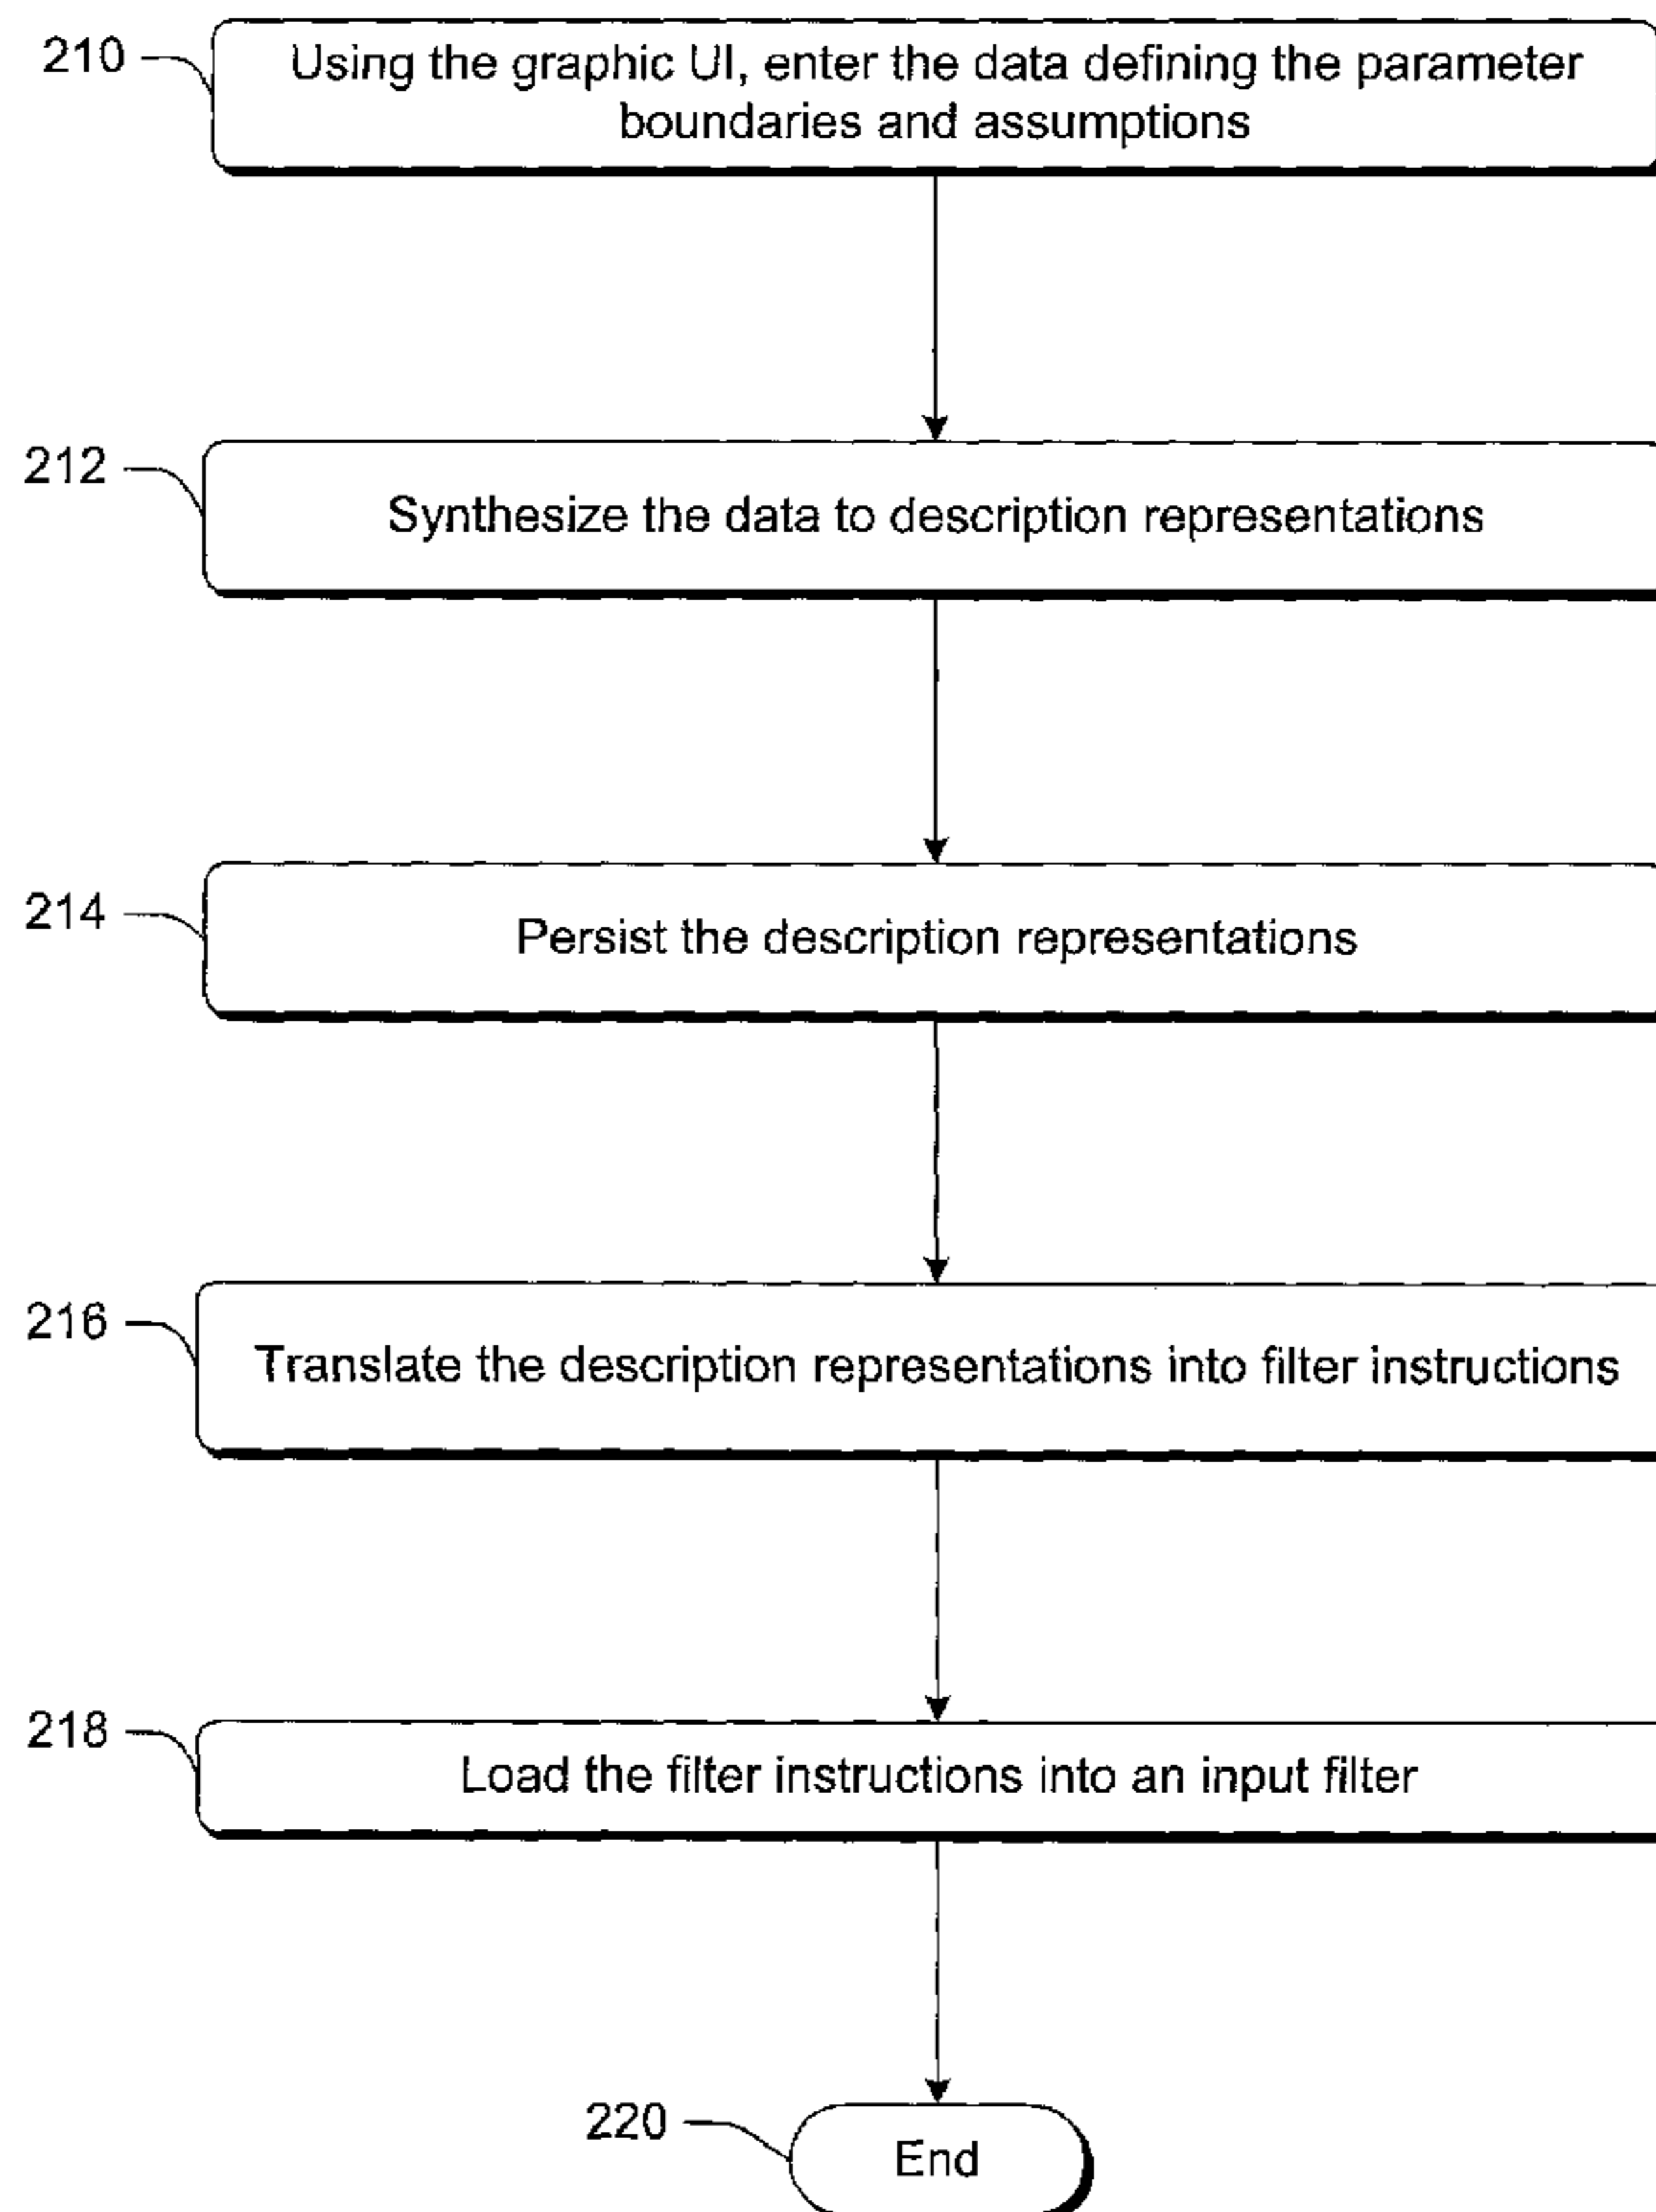 210
Using the graphic UI, enter the data defining the parameter
boundaries and assumptions
212
Synthesize the data to description representations
214
Persist the description representations
216
Translate the description representations into filter instructions
218
Load the filter instructions into an input filter
220
End